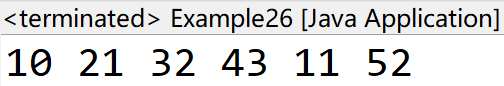 <terminated> Example26 [Java Application]
10 21 32 43 11 52